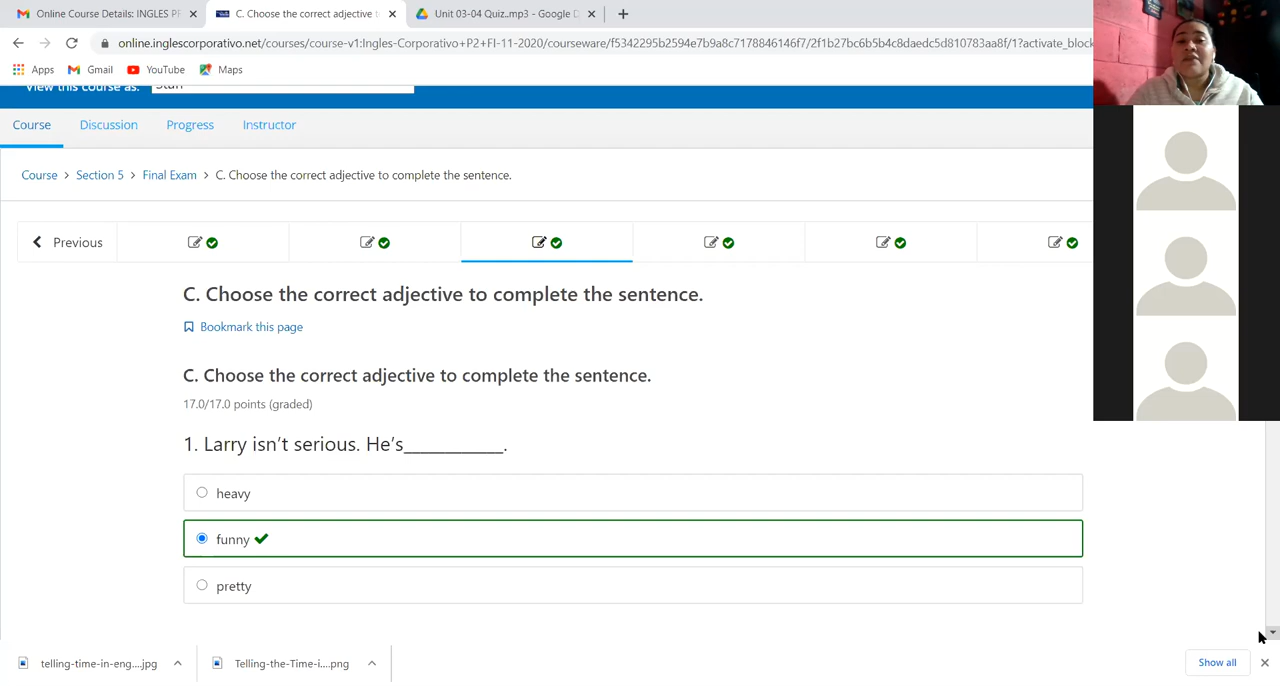 Online Course Details: INGLES PF
C. Choose the correct adjective t
Unit 03-04 Quiz..mp3 - Google D
online.inglescorporativo.net/courses/course-v1:Ingles-Corporativo+P2+FI-11-2020/courseware/f5342295b2594e7b9a8c7178846146f7/2f1b27bc6b5b4c8daedc5d810783aa8f/1?activate_block
Apps
Gmail
YouTube
Maps
View this course as:
Staff
Course
Discussion
Progress
Instructor
Course > Section 5 > Final Exam > C. Choose the correct adjective to complete the sentence.
Previous
C. Choose the correct adjective to complete the sentence.
Bookmark this page
C. Choose the correct adjective to complete the sentence.
17.0/17.0 points (graded)
1. Larry isn’t serious. He’s____________.
heavy
funny
pretty
telling-time-in-eng....jpg
Telling-the-Time-i....png
Show all